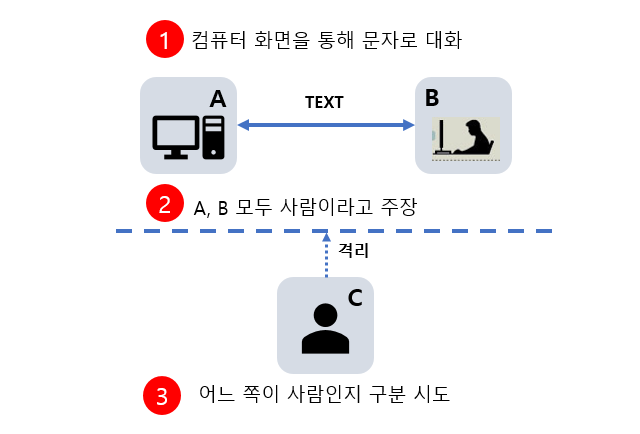 1 컴퓨터 화면을 통해 문자로 대화
A
TEXT
B
2 A, B 모두 사람이라고 주장
격리
C
3 어느 쪽이 사람인지 구분 시도